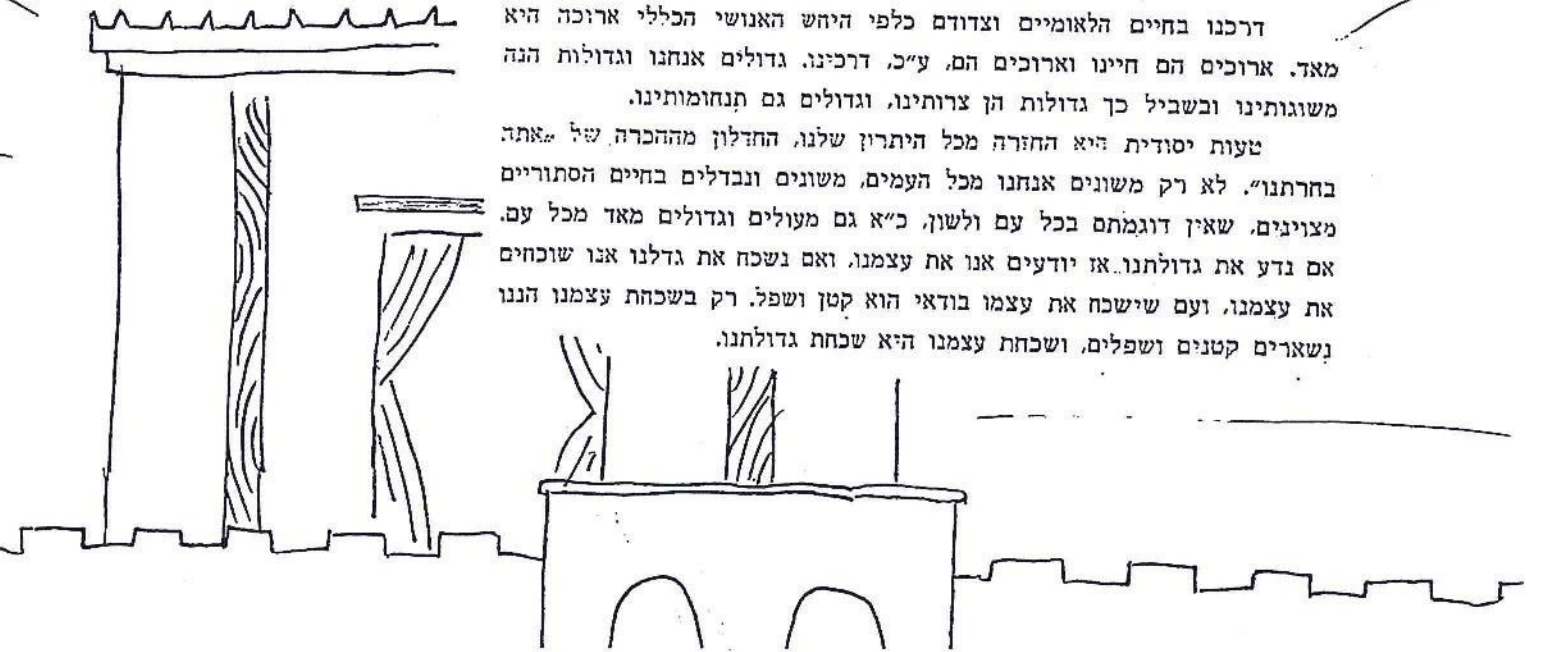 דרכנו בחיים הלאומיים וצדודם כלפי היחש האנושי הכללי ארוכה היא
מאד. ארוכים הם חיינו וארוכים הם, ע״כ, דרכינו. גדולים אנחנו וגדולות הנה
משוגותינו ובשביל כך גדולות הן צרותינו, וגדולים גם תנחומותינו.
טעות יסודית היא החזרה מכל היתרון שלנו, החדלון מההכרה של „אתה
בחרתנו״. לא רק משונים אנחנו מכל העמים, משונים ונבדלים בחיים הסתוריים
מצוינים, שאין דוגמתם בכל עם ולשון, כ״א גם מעולים וגדולים מאד מכל עם.
אם נדע את גדולתנו אז יודעים אנו את עצמנו, ואם נשכח את גדלנו אנו שוכחים
את עצמנו, ועם שישכח את עצמו בודאי הוא קטן ושפל. רק בשכחת עצמנו הננו
נשארים קטנים ושפלים, ושכחת עצמנו היא שכחת גדולתנו.